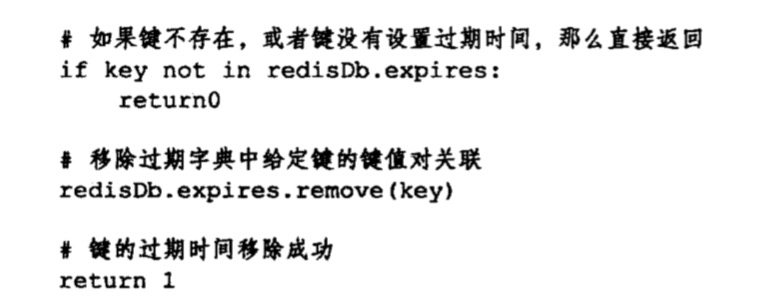 # 如果键不存在，或者键没有设置过期时间，那么直接返回
if key not in redisDb.expires:
    return0
# 移除过期字典中给定键的键值对关联
redisDb.expires.remove(key)
# 键的过期时间移除成功
return 1